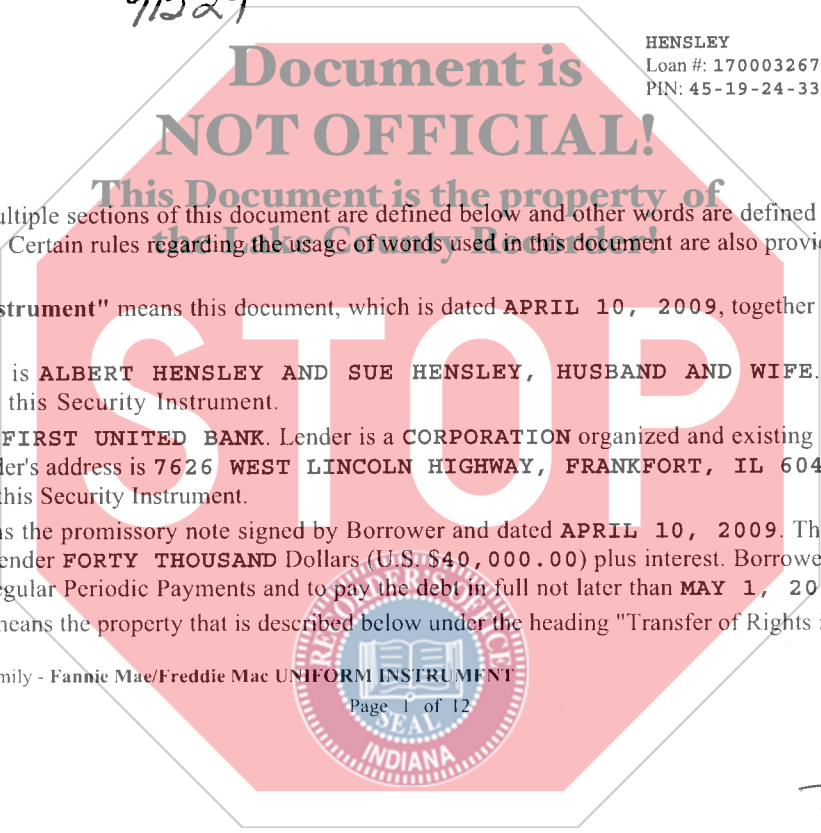 91524
HENSLEY
Loan #: 170003267
PIN: 45-19-24-33
Document is
NOT OFFICIAL!
This Document is the property of
the Lake County Recorder!
ultiple sections of this document are defined below and other words are defined
Certain rules regarding the usage of words used in this document are also provi
strument" means this document, which is dated APRIL 10, 2009, together
is ALBERT HENSLEY AND SUE HENSLEY, HUSBAND AND WIFE.
this Security Instrument.
FIRST UNITED BANK. Lender is a CORPORATION organized and existing
der's address is 7626 WEST LINCOLN HIGHWAY, FRANKFORT, IL 604
this Security Instrument.
ns the promissory note signed by Borrower and dated APRIL 10, 2009. Th
ender FORTY THOUSAND Dollars (U.S. $40,000.00) plus interest. Borrowe
egular Periodic Payments and to pay the debt in full not later than MAY 1, 20
means the property that is described below under the heading "Transfer of Rights i
mily - Fannie Mae/Freddie Mac UNIFORM INSTRUMENT
Page 1 of 12
STOP
RECORDER'S OFFICE
SEAL
INDIANA